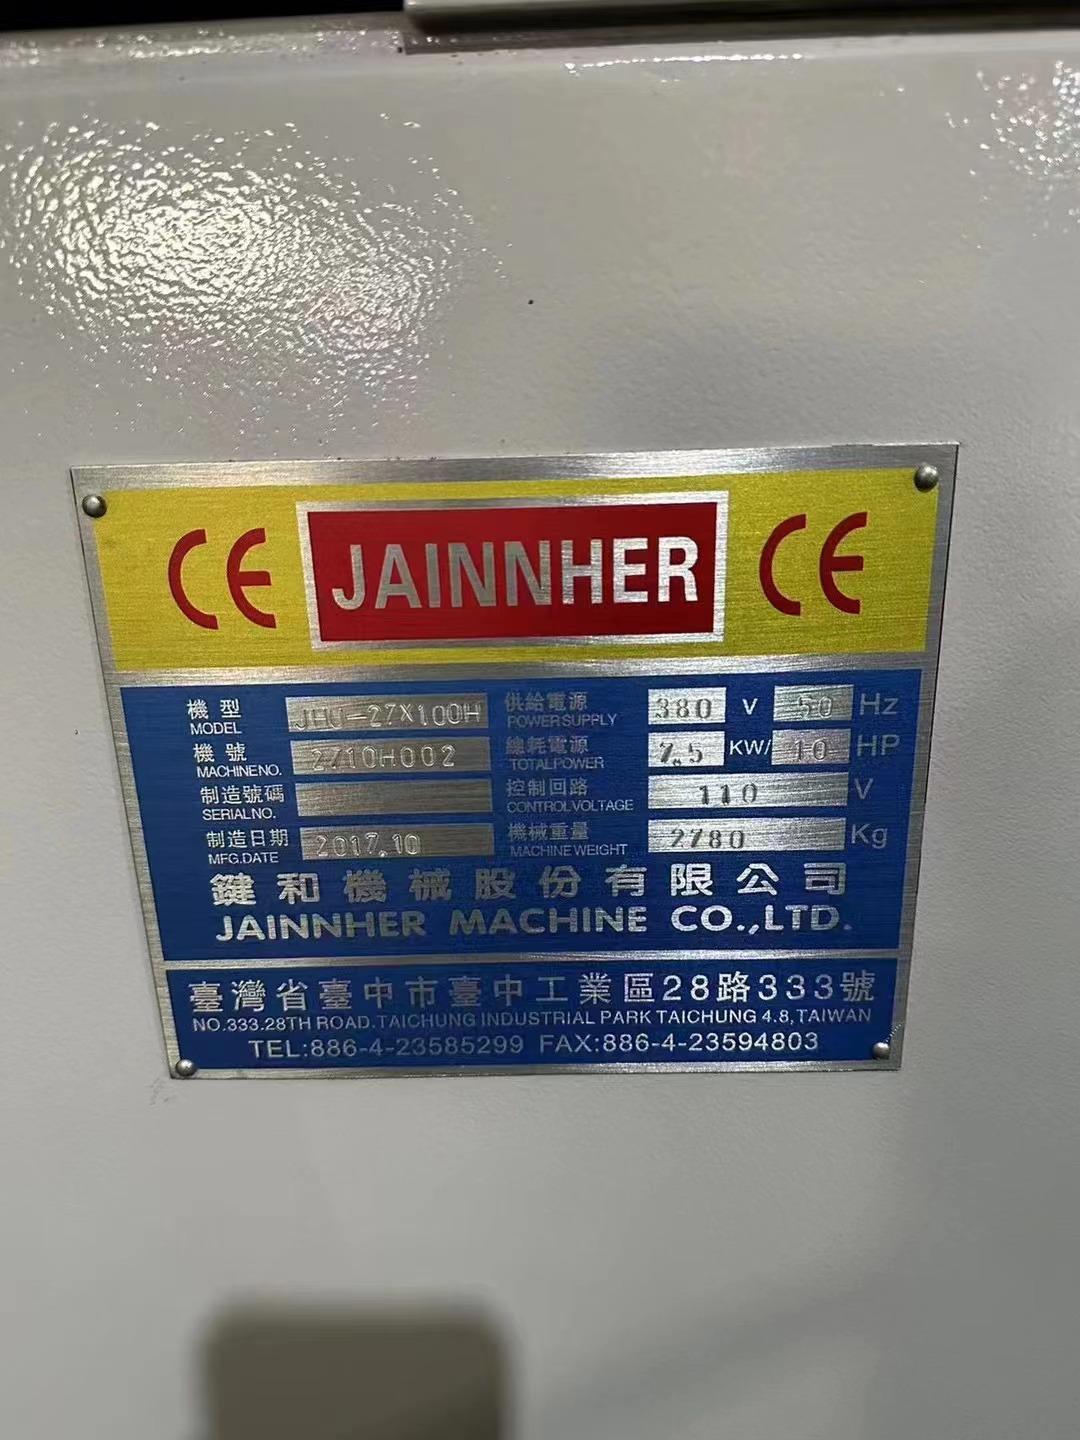 CE JAINNHER CE
機型 MODEL JHJ-27X100H
機號 MACHINE NO. 2710H002
制造號碼 SERIAL NO.
制造日期 MFG.DATE 2017.10
供給電源 POWER SUPPLY 380 V 50 Hz
總耗電源 TOTAL POWER 7.5 KW/ 10 HP
控制回路 CONTROL VOLTAGE 110 V
機械重量 MACHINE WEIGHT 2780 Kg
鍵和機械股份有限公司
JAINNHER MACHINE CO.,LTD.
臺灣省臺中市臺中工業區28路333號
NO.333.28TH ROAD.TAICHUNG INDUSTRIAL PARK TAICHUNG 4.8,TAIWAN
TEL:886-4-23585299 FAX:886-4-23594803